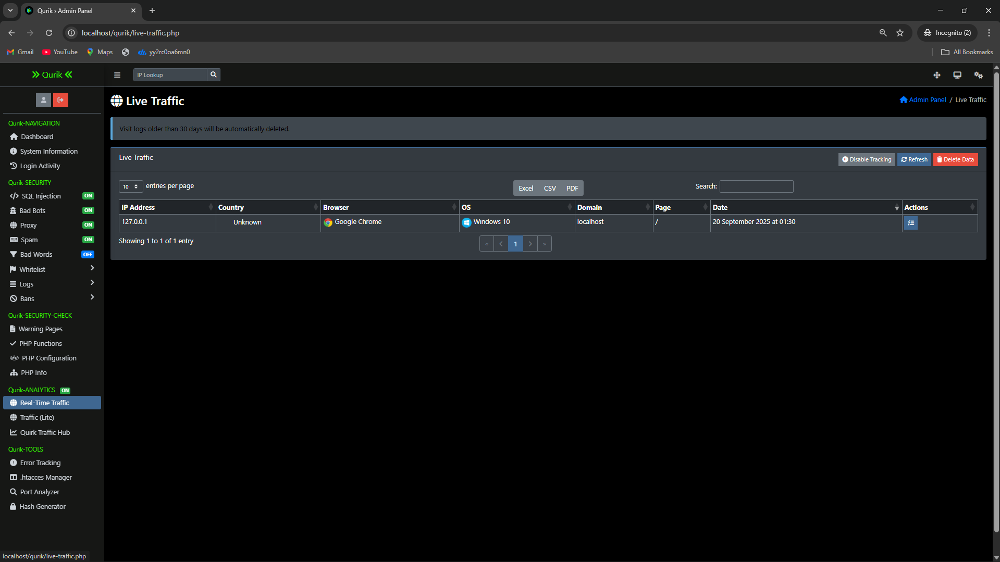 Qurik › Admin Panel
localhost/qurik/live-traffic.php
Incognito (2)
Gmail
YouTube
Maps
yy2rc0oa6mn0
All Bookmarks
Qurik
IP Lookup
Live Traffic
Admin Panel / Live Traffic
Visit logs older than 30 days will be automatically deleted.
Live Traffic
Disable Tracking
Refresh
Delete Data
10 entries per page
Excel CSV PDF
Search:
IP Address Country Browser OS Domain Page Date Actions
127.0.0.1 Unknown Google Chrome Windows 10 localhost / 20 September 2025 at 01:30
Showing 1 to 1 of 1 entry
« < 1 > »
Qurik-NAVIGATION
Dashboard
System Information
Login Activity
Qurik-SECURITY
SQL Injection ON
Bad Bots ON
Proxy ON
Spam ON
Bad Words OFF
Whitelist
Logs
Bans
Qurik-SECURITY-CHECK
Warning Pages
PHP Functions
php PHP Configuration
PHP Info
Qurik-ANALYTICS ON
Real-Time Traffic
Traffic (Lite)
Quirk Traffic Hub
Qurik-TOOLS
Error Tracking
.htacces Manager
Port Analyzer
Hash Generator
localhost/qurik/live-traffic.php